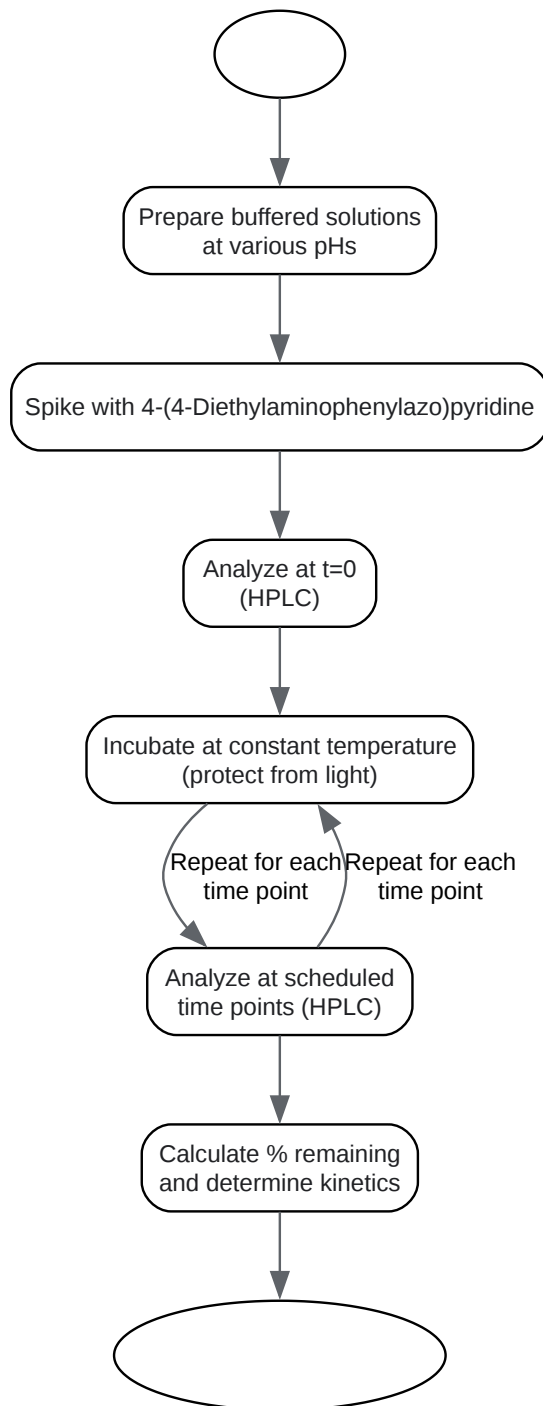 Prepare buffered solutions
at various pHs
Spike with 4-(4-Diethylaminophenylazo)pyridine
Analyze at t=0
(HPLC)
Incubate at constant temperature
(protect from light)
Repeat for each
time point
Repeat for each
time point
Analyze at scheduled
time points (HPLC)
Calculate % remaining
and determine kinetics